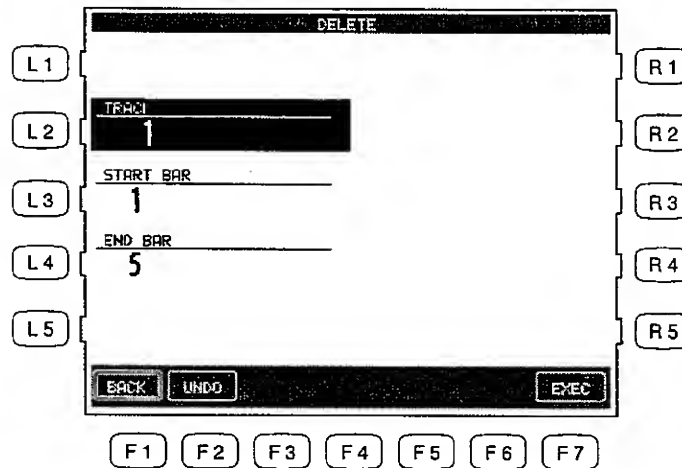 DELETE
L1
R1
TRACK
L2
1
R2
START BAR
L3
1
R3
END BAR
L4
5
R4
L5
R5
BACK UNDO EXEC
F1 F2 F3 F4 F5 F6 F7